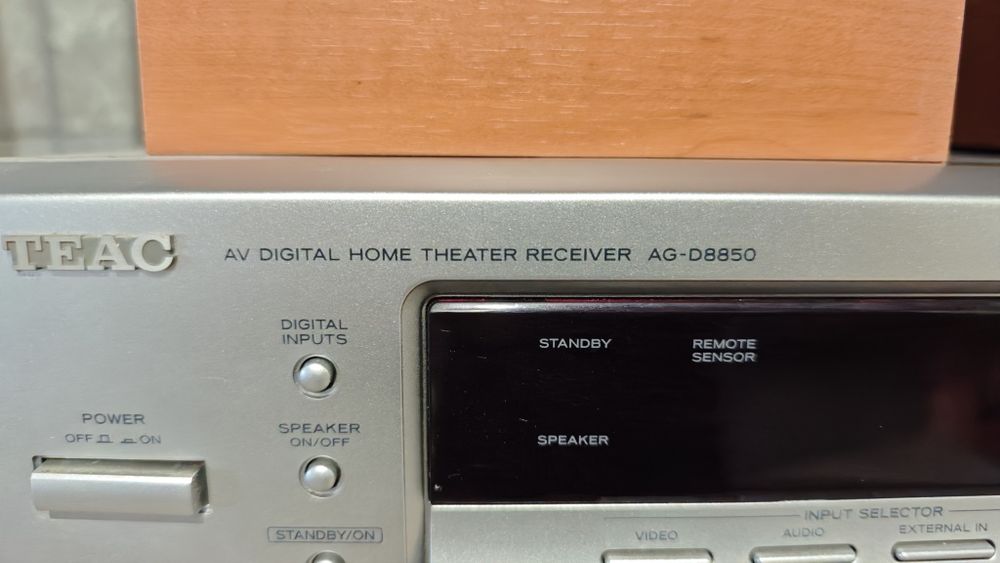 TEAC
AV DIGITAL HOME THEATER RECEIVER AG-D8850
DIGITAL
INPUTS
STANDBY
REMOTE
SENSOR
POWER
OFF ON
SPEAKER
ON/OFF
SPEAKER
STANDBY/ON
INPUT SELECTOR
VIDEO
AUDIO
EXTERNAL IN